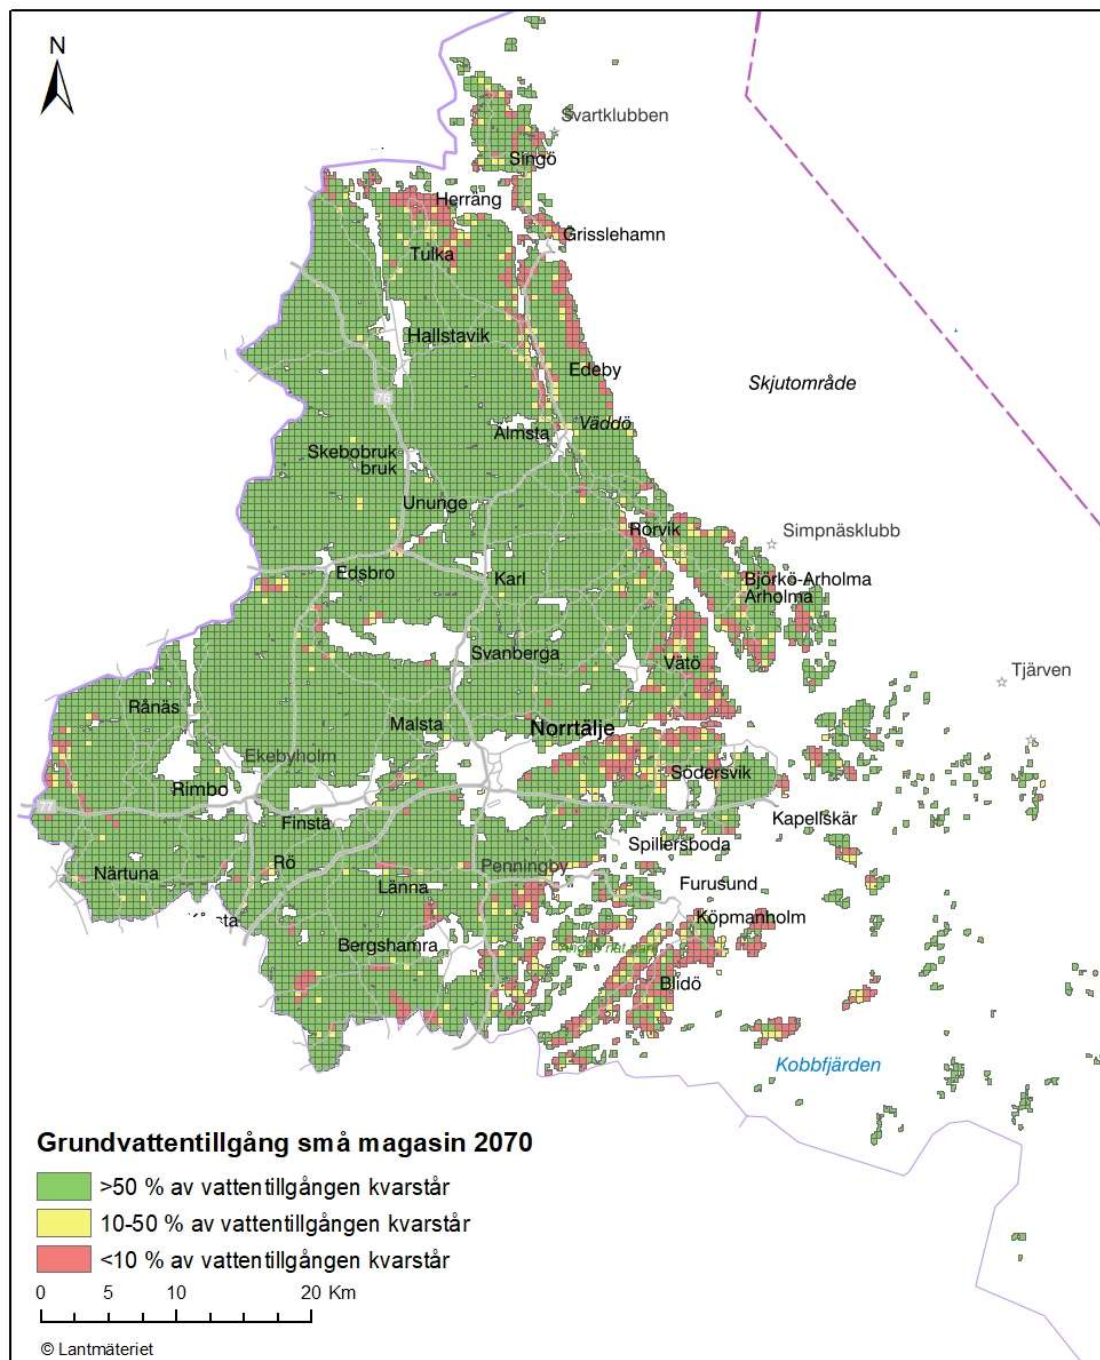 N
Svartklubben
Singö
Herräng
Grisslehamn
Tulka
Hallstavik
Edeby
Skjutområde
76
Väddö
Älmsta
Skebobruk
bruk
Ununge
Rörvik
Simpnäsklubb
Edsbro
Karl
Björkö-Arholma
Arholma
Svanberga
Vätö
Tjärven
Rånäs
Malsta
Norrtälje
Ekebyholm
Södersvik
Rimbo
77
Finsta
Kapellskär
Spillersboda
Rö
Penningby
Närtuna
Länna
Furusund
Köpmanholm
Bergshamra
Blidö
Kobbfjärden
Grundvattentillgång små magasin 2070
>50 % av vattentillgången kvarstår
10-50 % av vattentillgången kvarstår
<10 % av vattentillgången kvarstår
0 5 10 20 Km
© Lantmäteriet